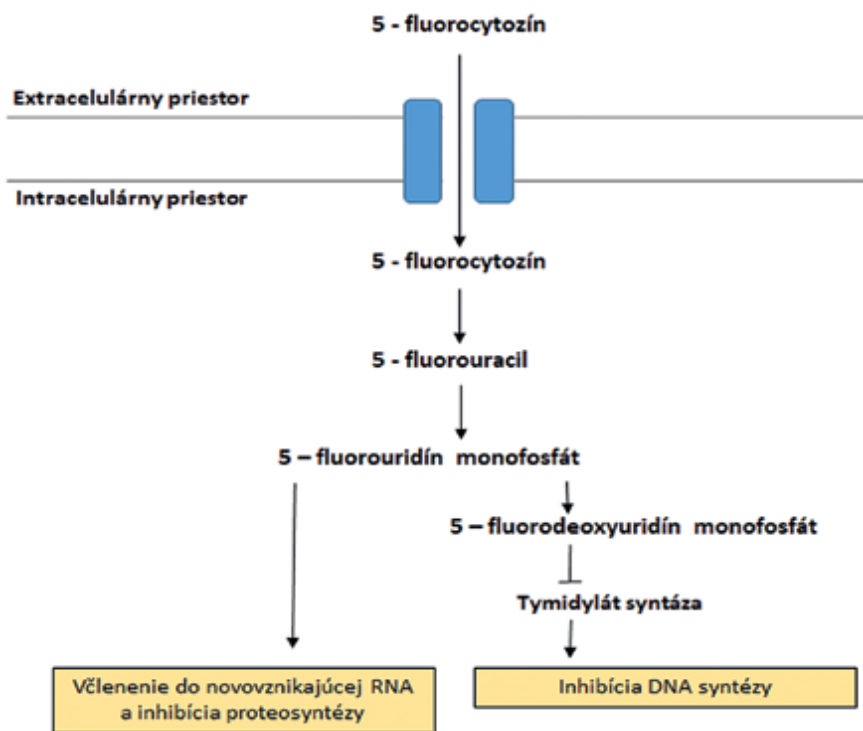 5 - fluorocytozín
Extracelulárny priestor
Intracelulárny priestor
5 - fluorocytozín
5 - fluorouracil
5 – fluorouridín monofosfát
5 – fluorodeoxyuridín monofosfát
Tymidylát syntáza
Včlenenie do novovznikajúcej RNA
a inhibícia proteosyntézy
Inhibícia DNA syntézy